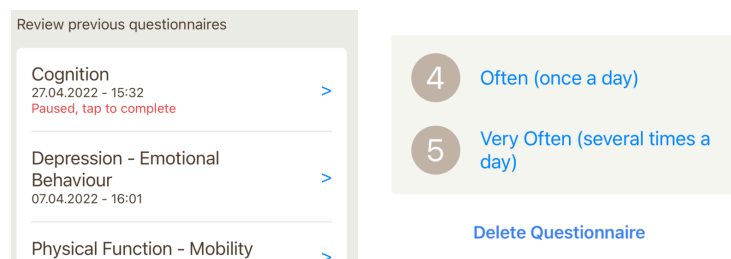 Review previous questionnaires
Cognition
27.04.2022 - 15:32
Paused, tap to complete
>
Depression - Emotional
Behaviour
07.04.2022 - 16:01
>
Physical Function - Mobility
>
4
Often (once a day)
5
Very Often (several times a
day)
Delete Questionnaire